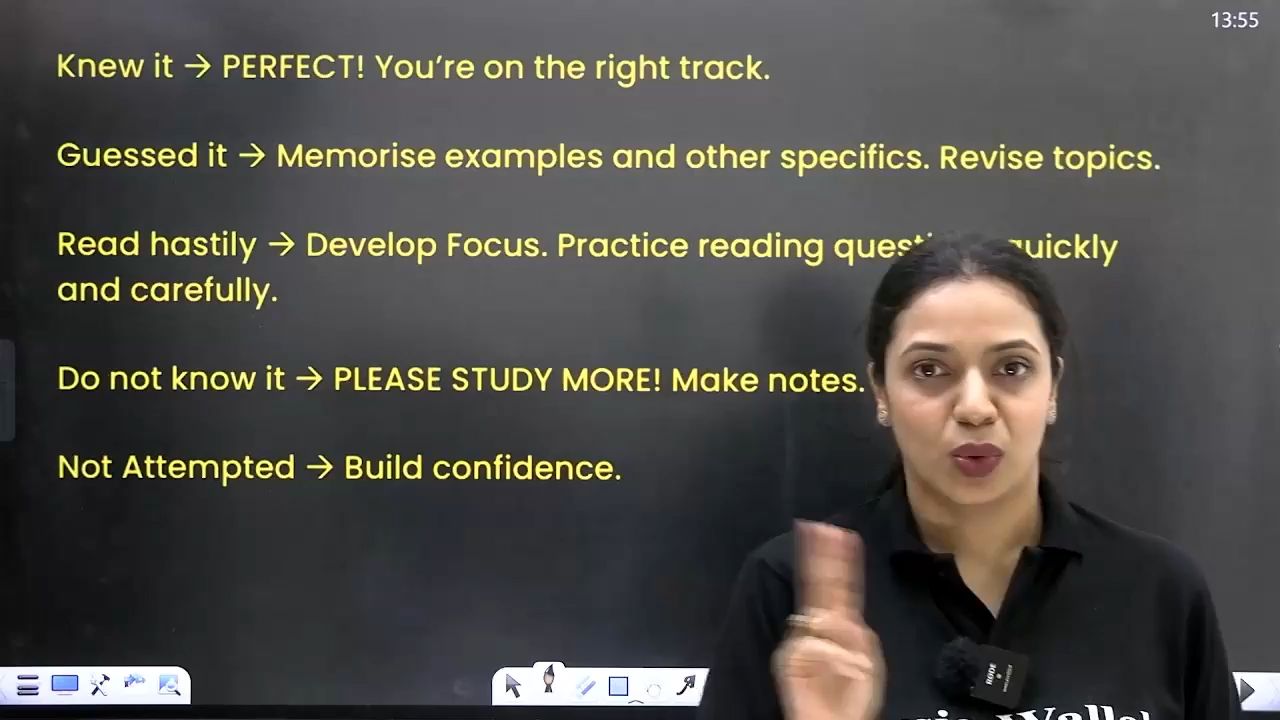 13:55
Knew it → PERFECT! You're on the right track.
Guessed it → Memorise examples and other specifics. Revise topics.
Read hastily → Develop Focus. Practice reading quickly
and carefully.
Do not know it → PLEASE STUDY MORE! Make notes.
Not Attempted → Build confidence.
RODE